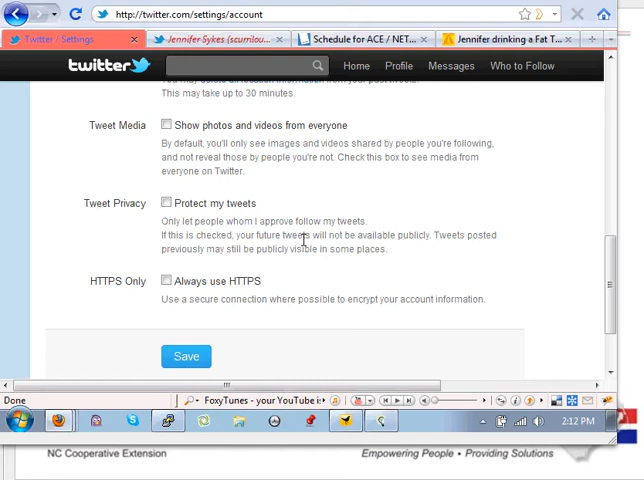 http://twitter.com/settings/account
Twitter / Settings
Jennifer Sykes (scurrilou...
Schedule for ACE / NET...
Jennifer drinking a Fat T...
twitter
Home
Profile
Messages
Who to Follow
This may take up to 30 minutes.
Tweet Media
Show photos and videos from everyone
By default, you'll only see images and videos shared by people you're following,
and not reveal those by people you're not. Check this box to see media from
everyone on Twitter.
Tweet Privacy
Protect my tweets
Only let people whom I approve follow my tweets.
If this is checked, your future tweets will not be available publicly. Tweets posted
previously may still be publicly visible in some places.
HTTPS Only
Always use HTTPS
Use a secure connection where possible to encrypt your account information.
Save
Done
FoxyTunes - your YouTube is
2:12 PM
NC Cooperative Extension
Empowering People • Providing Solutions